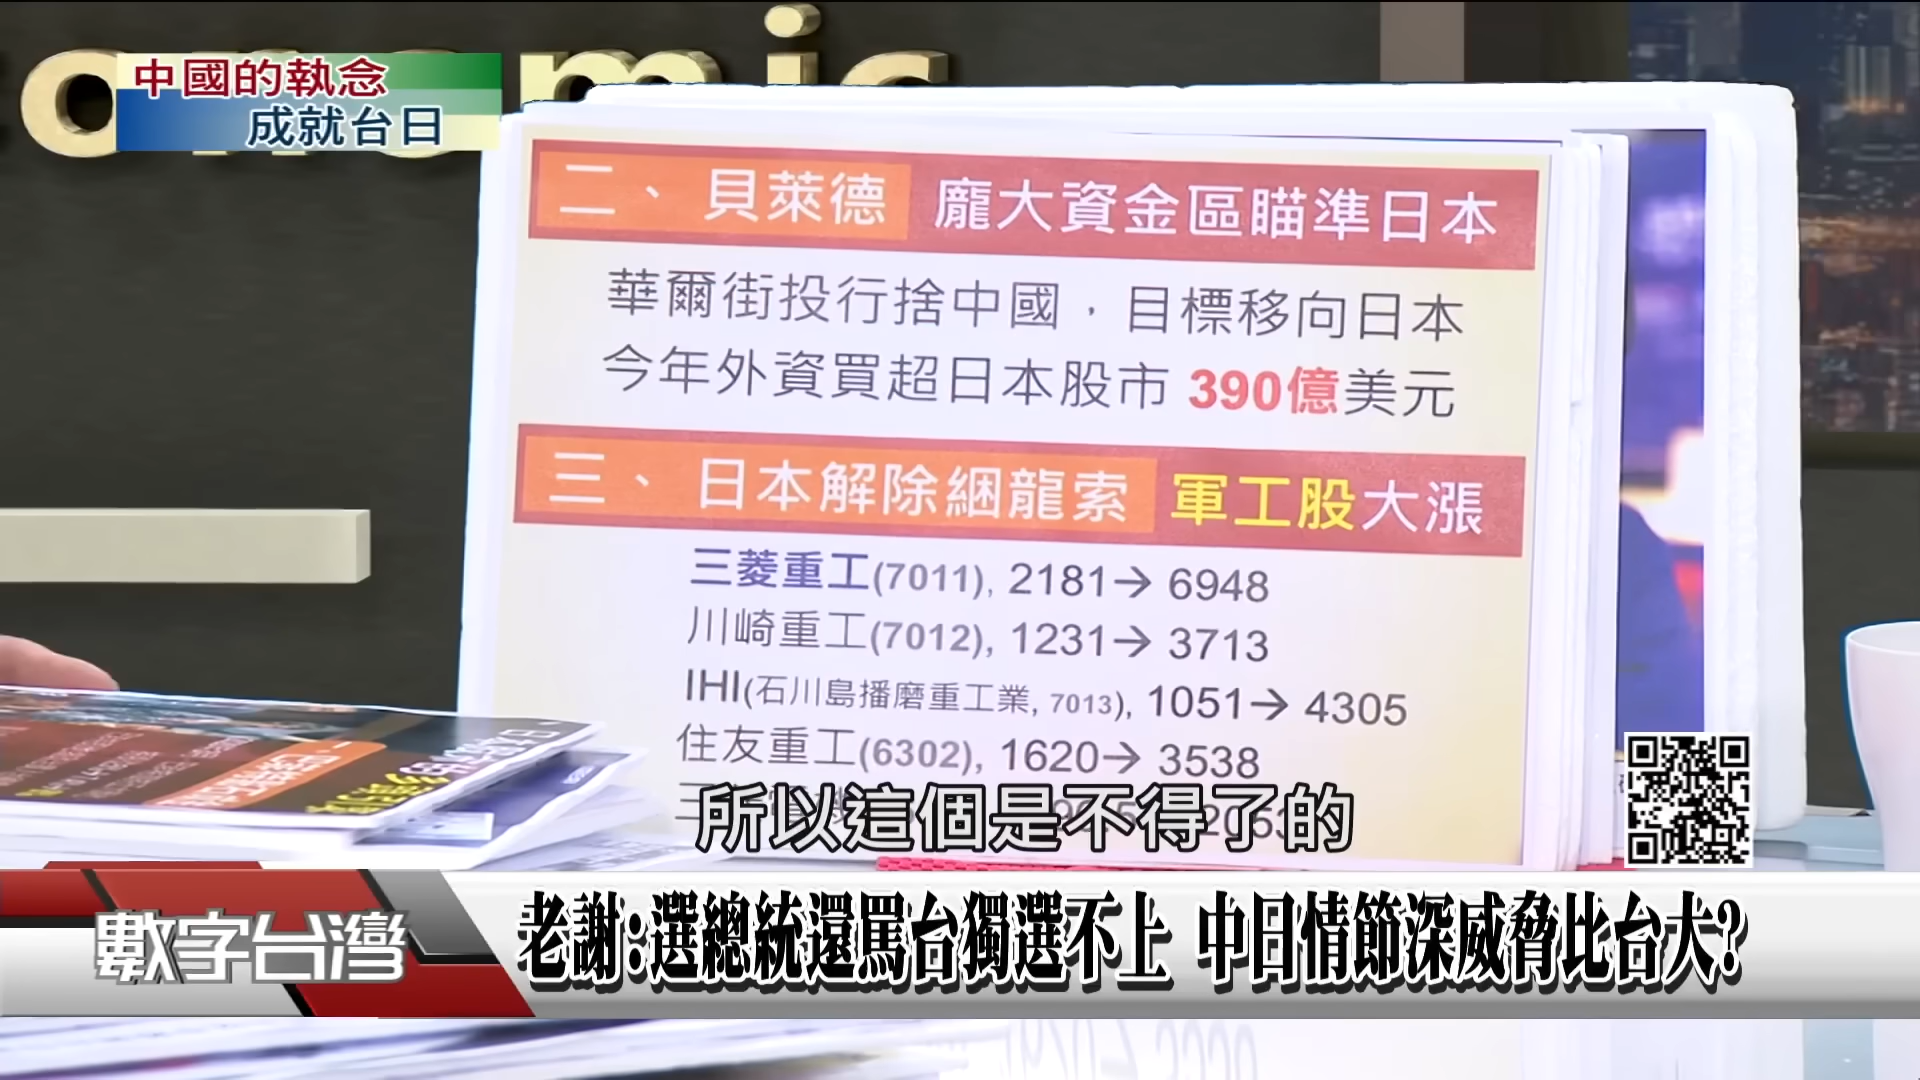 中國的執念
成就台日
二、貝萊德 龐大資金區瞄準日本
華爾街投行捨中國，目標移向日本
今年外資買超日本股市 390億美元
三、日本解除綑龍索 軍工股大漲
三菱重工(7011), 2181→ 6948
川崎重工(7012), 1231→ 3713
IHI(石川島播磨重工業, 7013), 1051→ 4305
住友重工(6302), 1620→ 3538
所以這個是不得了的
數字台灣
老謝:選總統還罵台獨選不上 中日情節深威脅比台大?